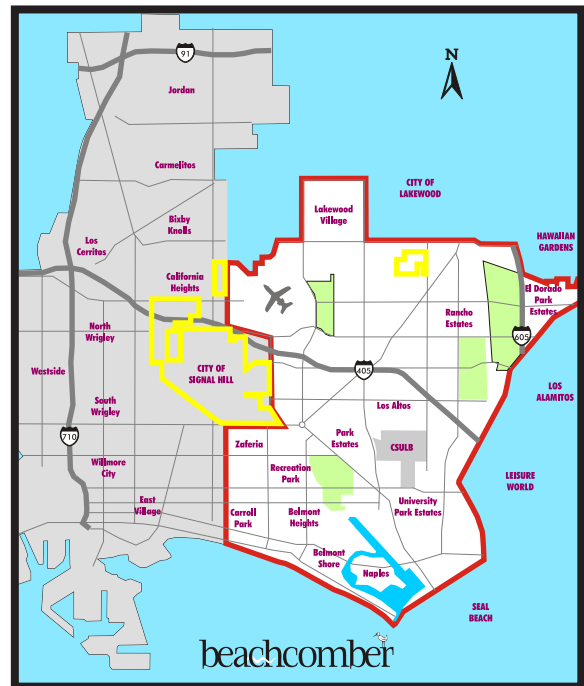 91
N
Jordan
Carmelitos
CITY OF
LAKEWOOD
Lakewood
Village
Bixby
Knolls
Los
Cerritos
HAWAIIAN
GARDENS
California
Heights
El Dorado
Park
Estates
Rancho
Estates
North
Wrigley
605
Westside
CITY OF
SIGNAL HILL
405
LOS
ALAMITOS
South
Wrigley
Los Altos
710
Zaferia
Park
Estates
CSULB
Willmore
City
Recreation
Park
LEISURE
WORLD
East
Village
Carroll
Park
Belmont
Heights
University
Park Estates
Belmont
Shore
Naples
SEAL
BEACH
beachcomber